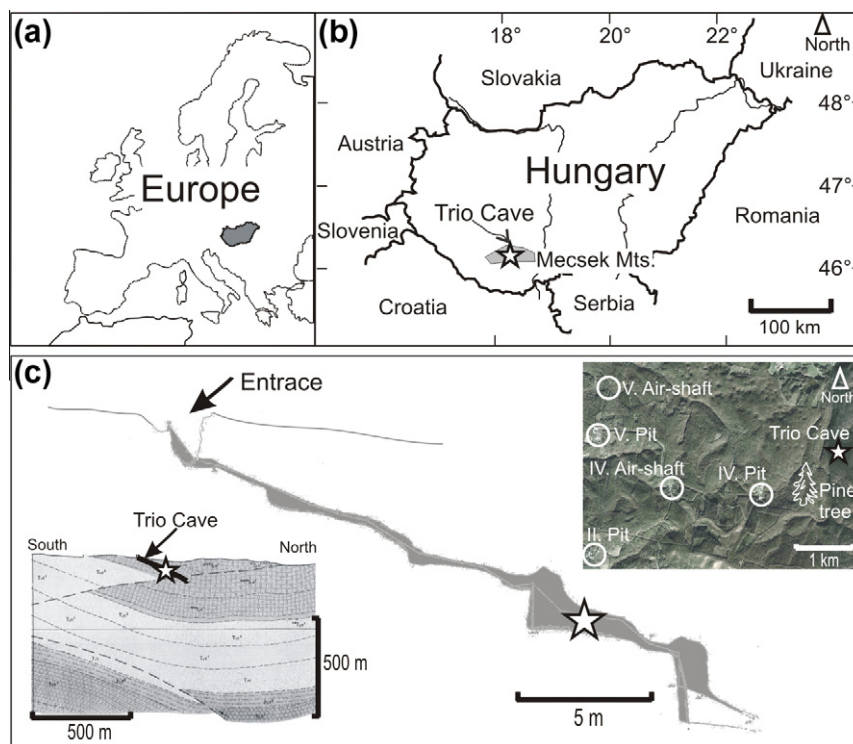 (a)
Europe
(b)
18°
20°
22°
North
Slovakia
Ukraine
48°
Austria
Hungary
47°
Trio Cave
Romania
Slovenia
Mecsek Mts.
46°
Croatia
Serbia
100 km
(c)
Entrace
North
V. Air-shaft
V. Pit
Trio Cave
IV. Air-shaft
IV. Pit
Pine
tree
II. Pit
1 km
Trio Cave
South
North
500 m
500 m
5 m